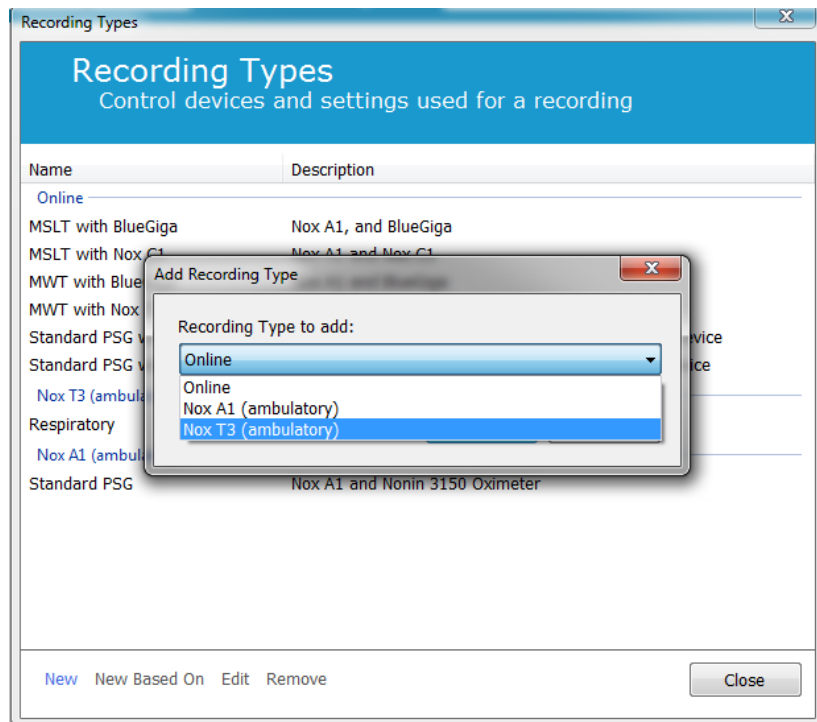 Recording Types
Recording Types
Control devices and settings used for a recording
Name Description
Online
MSLT with BlueGiga Nox A1, and BlueGiga
MSLT with Nox C1 Nox A1 and Nox C1
MWT with Blue
MWT with Nox
Standard PSG
Standard PSG
Nox T3 (ambula
Respiratory
Nox A1 (ambula
Standard PSG Nox A1 and Nonin 3150 Oximeter
Add Recording Type
Recording Type to add:
Online
Online
Nox A1 (ambulatory)
Nox T3 (ambulatory)
New New Based On Edit Remove Close